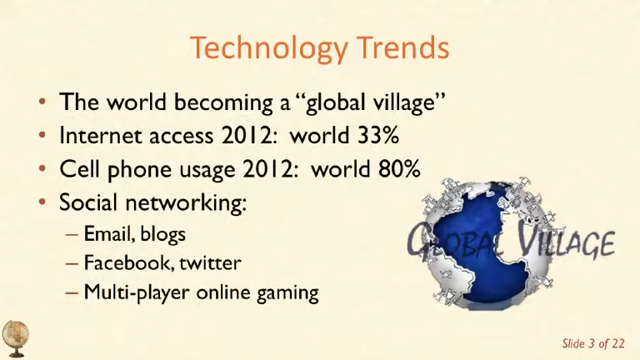 Technology Trends
• The world becoming a “global village”
• Internet access 2012:  world 33%
• Cell phone usage 2012:  world 80%
• Social networking:
– Email, blogs
– Facebook, twitter
– Multi-player online gaming
GLOBAL VILLAGE
Slide 3 of 22